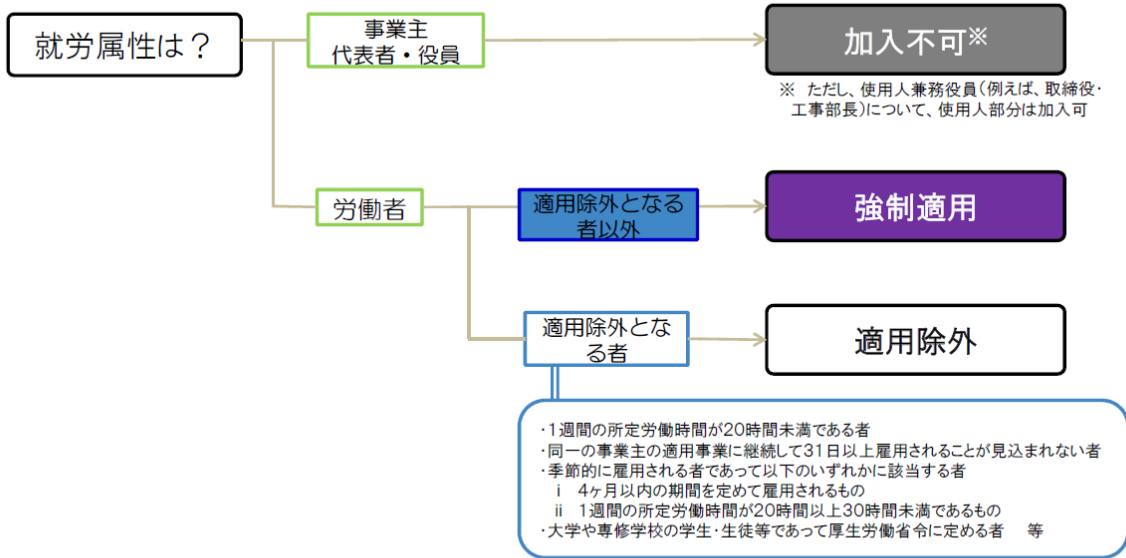 就労属性は？
事業主
代表者・役員
加入不可※
※　ただし、使用人兼務役員（例えば、取締役・
工事部長）について、使用人部分は加入可
労働者
適用除外となる
者以外
強制適用
適用除外とな
る者
適用除外
・1週間の所定労働時間が20時間未満である者
・同一の事業主の適用事業に継続して31日以上雇用されることが見込まれない者
・季節的に雇用される者であって以下のいずれかに該当する者
ⅰ　4ヶ月以内の期間を定めて雇用されるもの
ⅱ　1週間の所定労働時間が20時間以上30時間未満であるもの
・大学や専修学校の学生・生徒等であって厚生労働省令に定める者　等